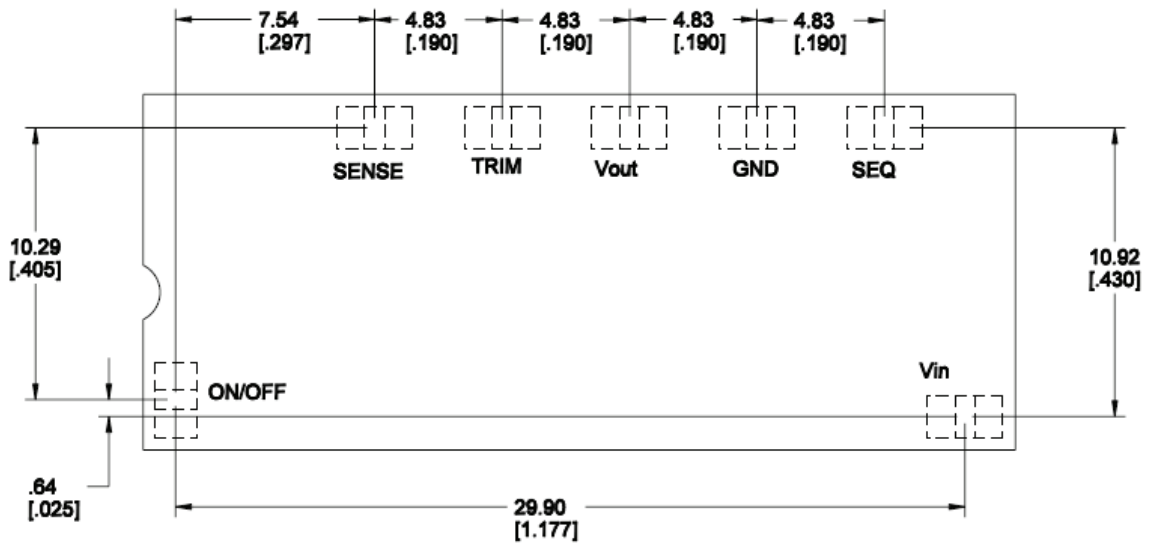 7.54
[.297]
4.83
[.190]
4.83
[.190]
4.83
[.190]
4.83
[.190]
SENSE
TRIM
Vout
GND
SEQ
10.29
[.405]
10.92
[.430]
ON/OFF
Vin
.64
[.025]
29.90
[1.177]